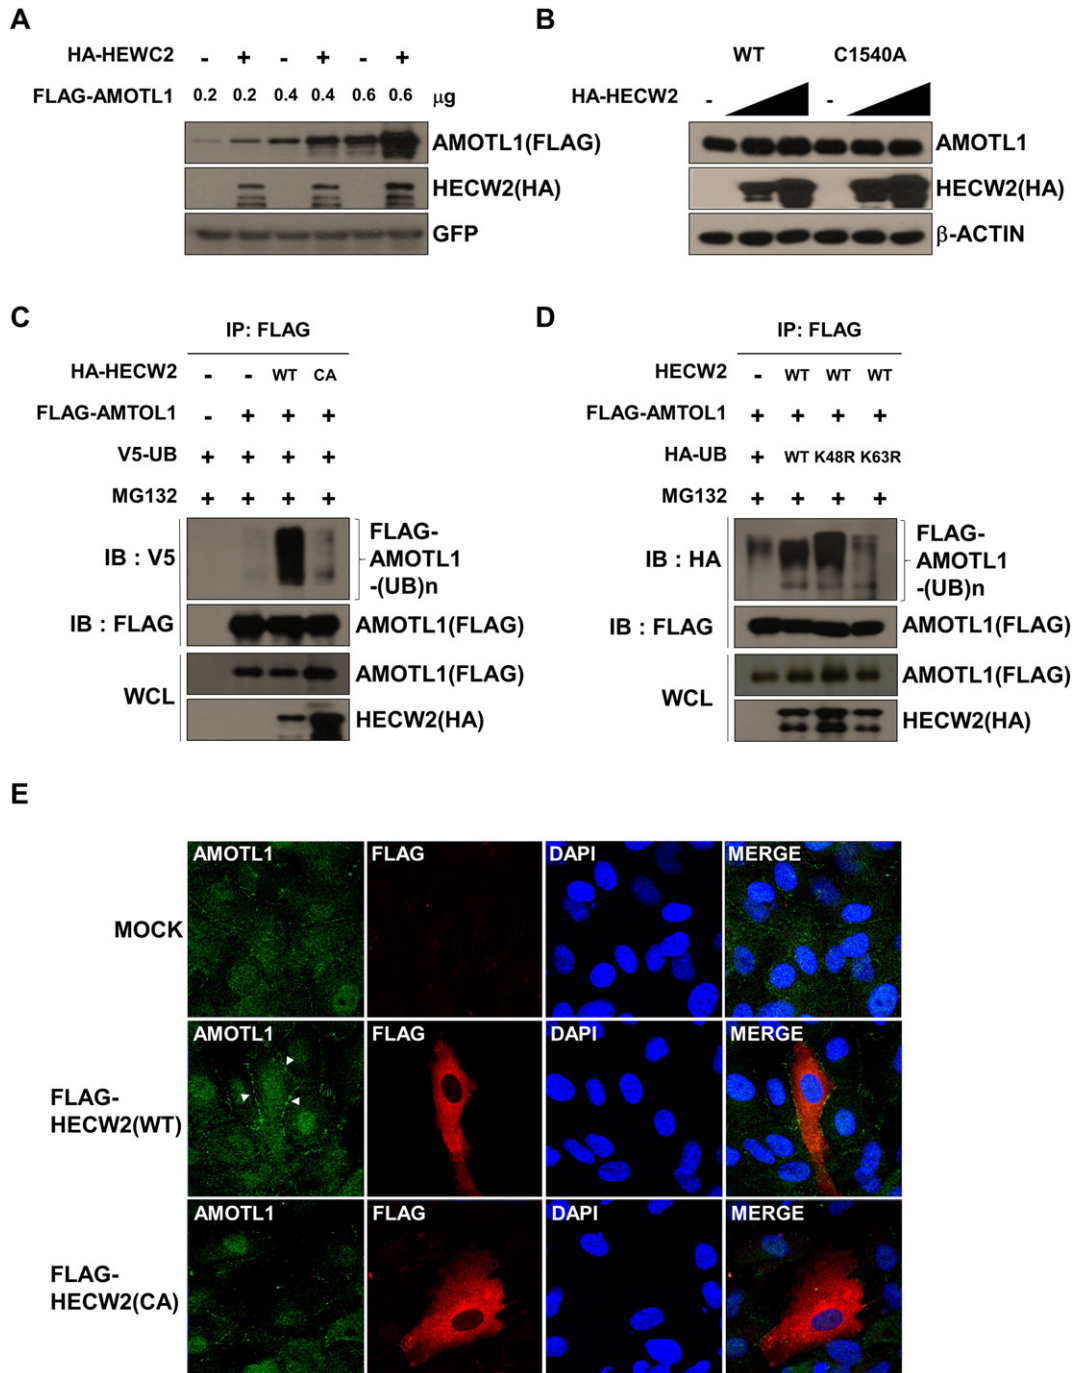 A
HA-HEWC2 - + - + - +
FLAG-AMOTL1 0.2 0.2 0.4 0.4 0.6 0.6 μg
AMOTL1(FLAG)
HECW2(HA)
GFP
B
WT C1540A
HA-HECW2 - -
AMOTL1
HECW2(HA)
β-ACTIN
C
IP: FLAG
HA-HECW2 - - WT CA
FLAG-AMTOL1 - + + +
V5-UB + + + +
MG132 + + + +
IB : V5
FLAG-
AMOTL1
-(UB)n
IB : FLAG AMOTL1(FLAG)
WCL
AMOTL1(FLAG)
HECW2(HA)
D
IP: FLAG
HECW2 - WT WT WT
FLAG-AMTOL1 + + + +
HA-UB + WT K48R K63R
MG132 + + + +
IB : HA
FLAG-
AMOTL1
-(UB)n
IB : FLAG AMOTL1(FLAG)
WCL
AMOTL1(FLAG)
HECW2(HA)
E
MOCK
AMOTL1 FLAG DAPI MERGE
FLAG-
HECW2(WT)
AMOTL1 FLAG DAPI MERGE
FLAG-
HECW2(CA)
AMOTL1 FLAG DAPI MERGE